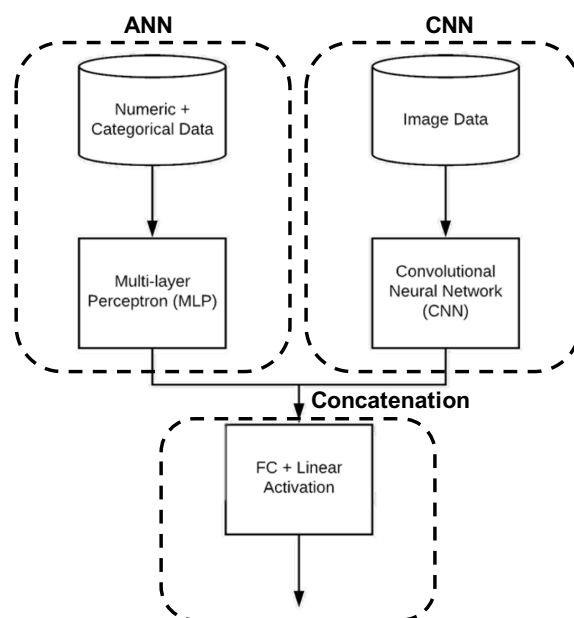 ANN
CNN
Numeric +
Categorical Data
Image Data
Multi-layer
Perceptron (MLP)
Convolutional
Neural Network
(CNN)
Concatenation
FC + Linear
Activation